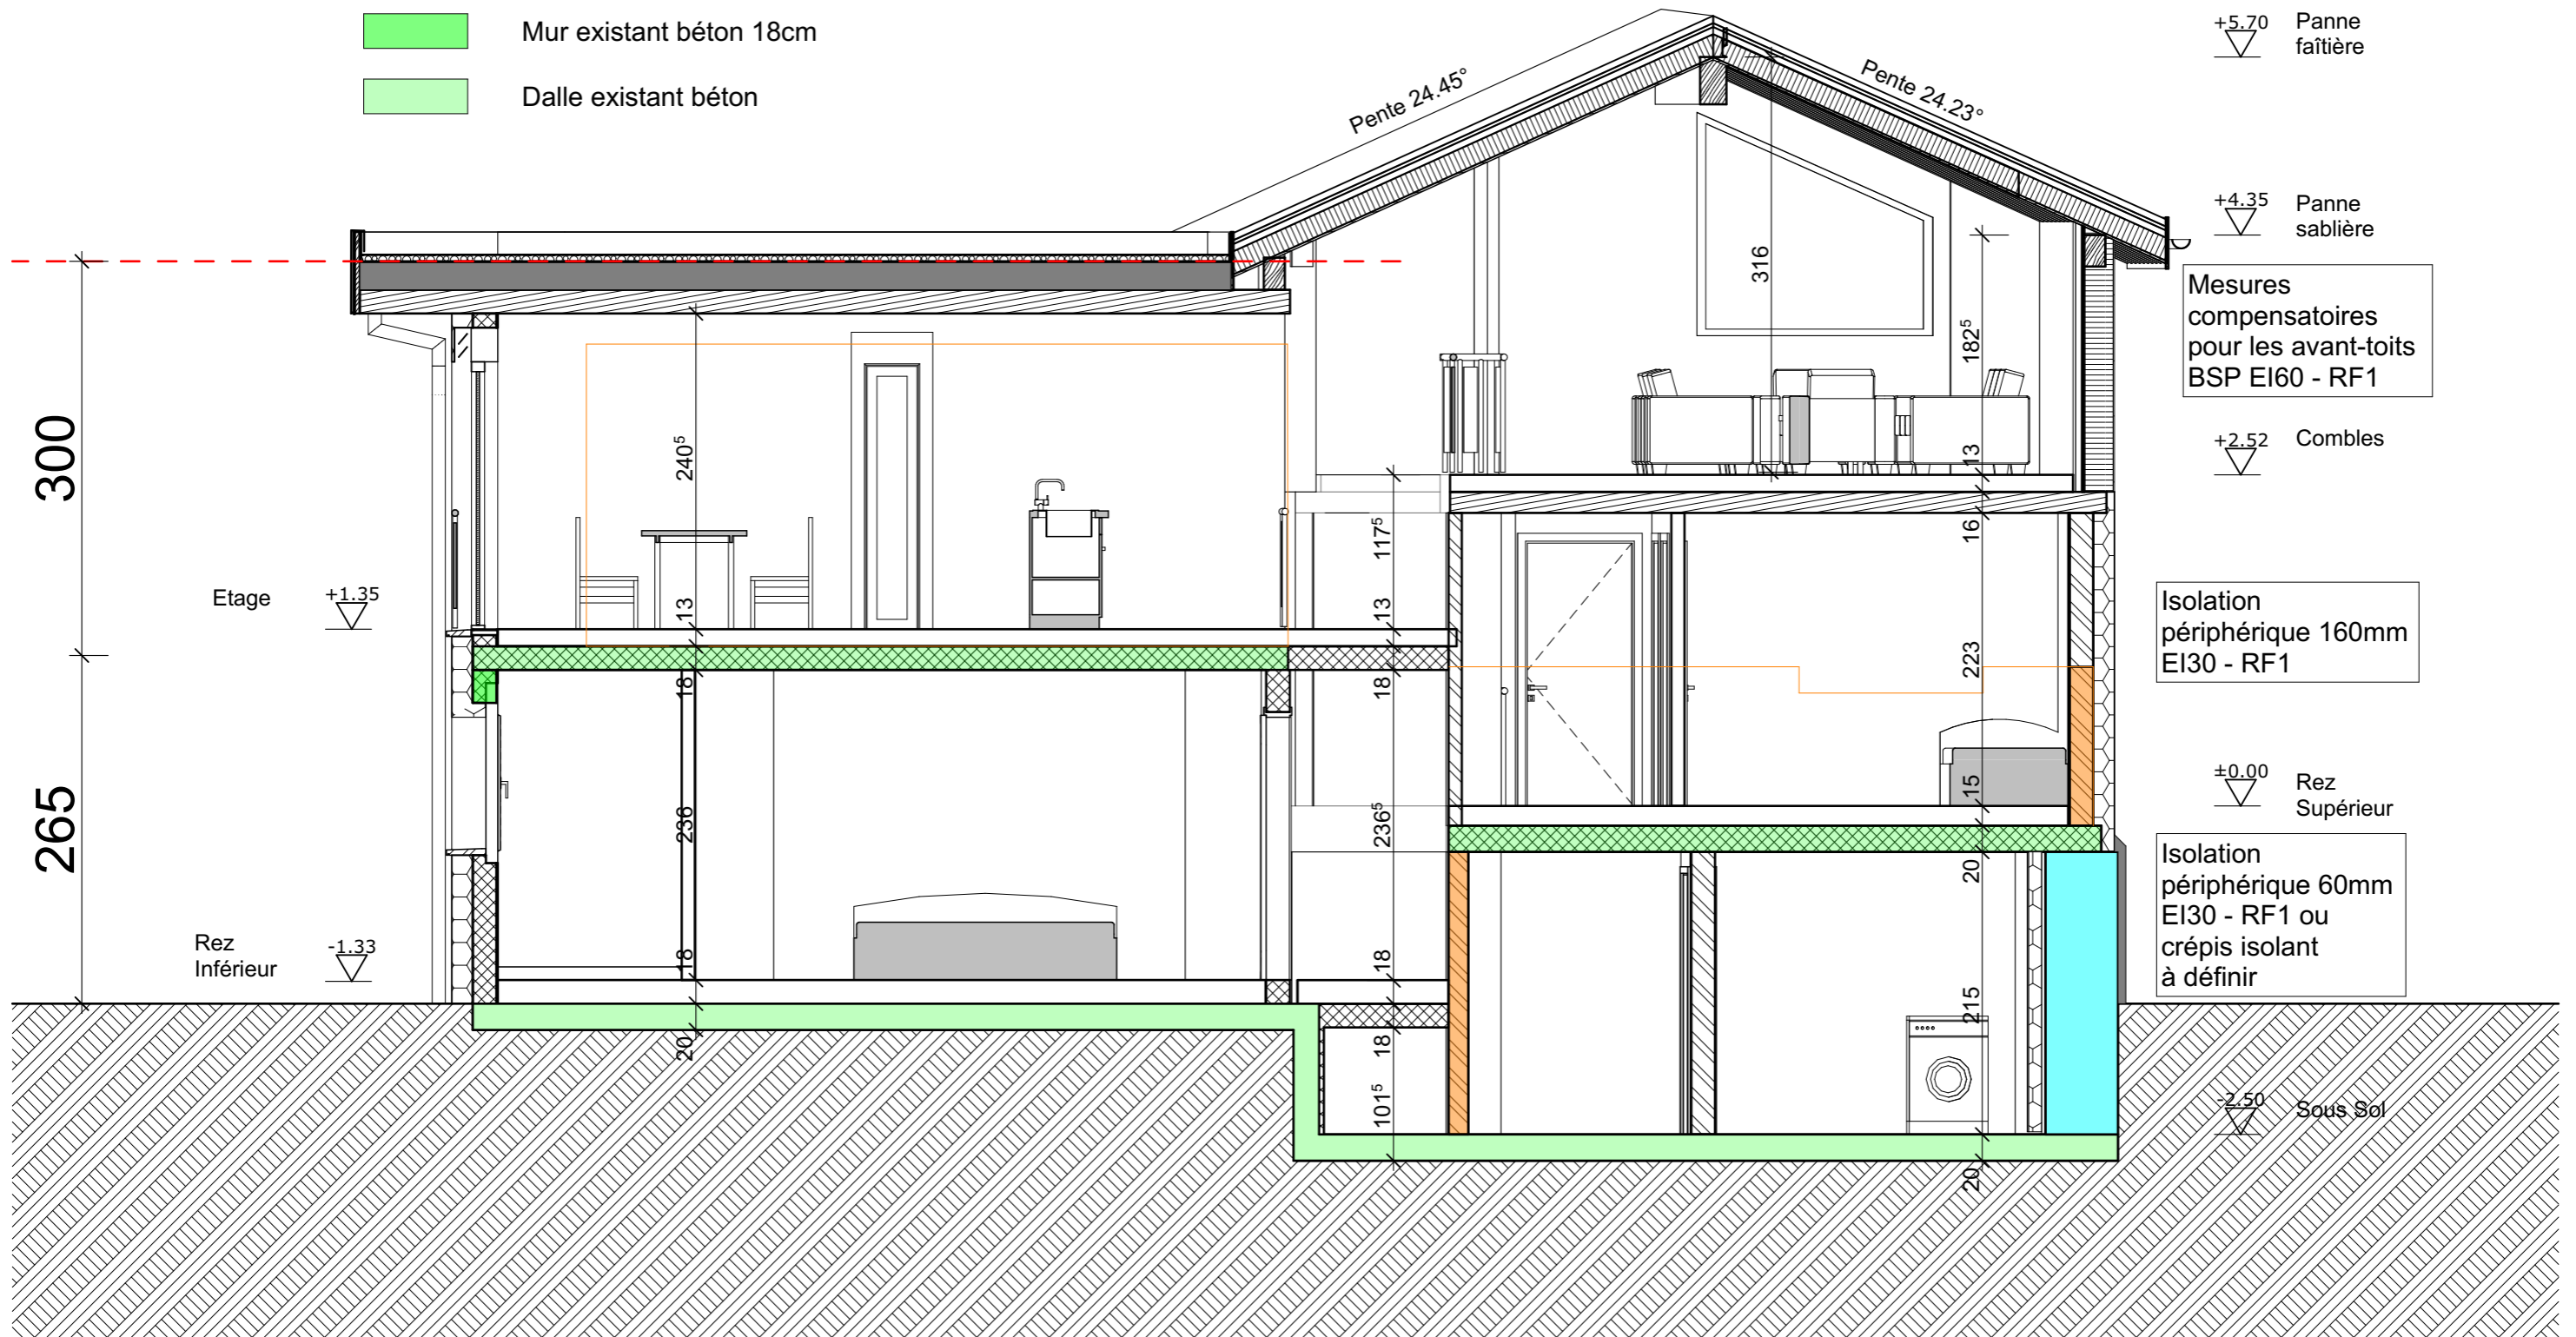 Mur existant béton 18cm
Dalle existant béton
Pente 24.45°
Pente 24.23°
+5.70 Panne
faîtière
+4.35 Panne
sablière
Mesures
compensatoires
pour les avant-toits
BSP EI60 - RF1
+2.52 Combles
Isolation
périphérique 160mm
EI30 - RF1
±0.00 Rez
Supérieur
Isolation
périphérique 60mm
EI30 - RF1 ou
crépis isolant
à définir
-2.50 Sous Sol
Etage +1.35
Rez
Inférieur -1.33
300
265
240⁵
13
18
236
18
20
117⁵
13
18
236⁵
18
18
101⁵
316
182⁵
13
16
223
15
20
215
20